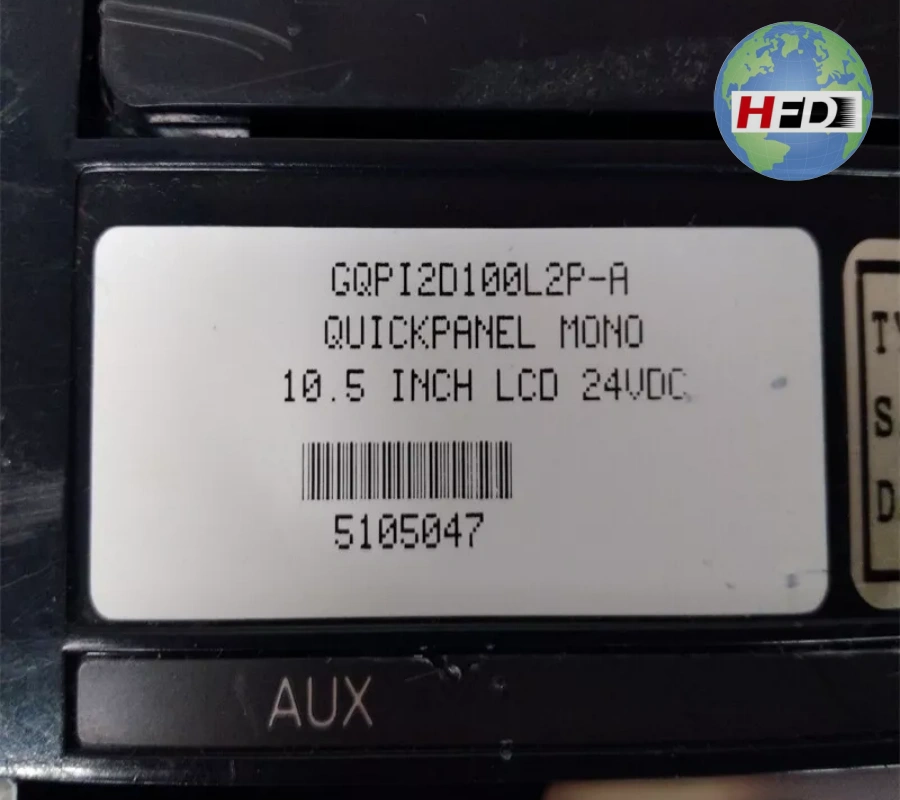 HFD
GQPI2D100L2P-A
QUICKPANEL MONO
10.5 INCH LCD 24VDC
5105047
AUX
S
D